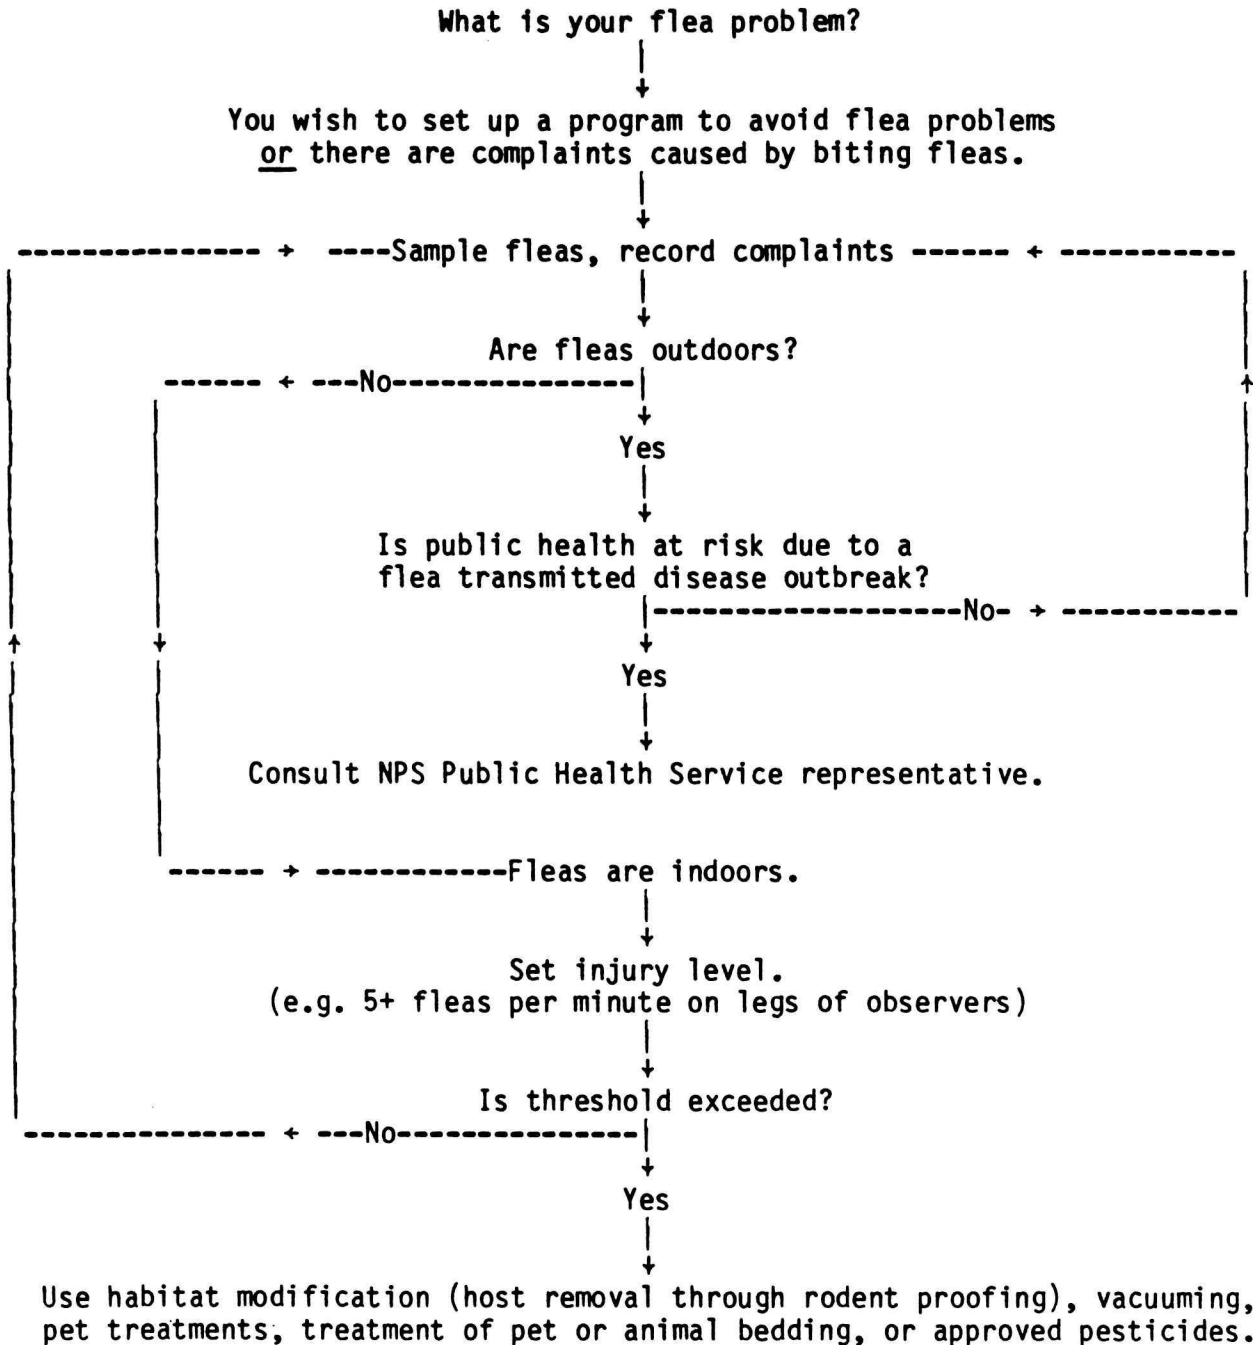 What is your flea problem?
You wish to set up a program to avoid flea problems
or there are complaints caused by biting fleas.
Sample fleas, record complaints
Are fleas outdoors?
No
Yes
Is public health at risk due to a
flea transmitted disease outbreak?
No
Yes
Consult NPS Public Health Service representative.
Fleas are indoors.
Set injury level.
(e.g. 5+ fleas per minute on legs of observers)
Is threshold exceeded?
No
Yes
Use habitat modification (host removal through rodent proofing), vacuuming,
pet treatments, treatment of pet or animal bedding, or approved pesticides.